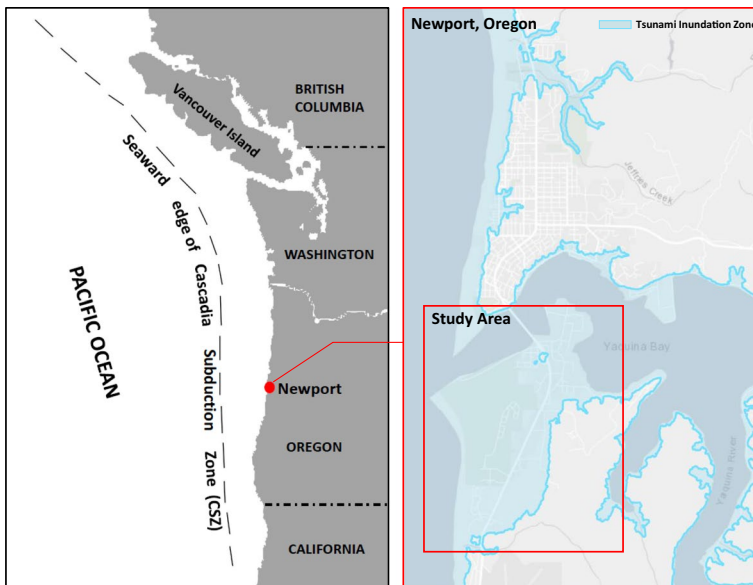 BRITISH
COLUMBIA
Vancouver Island
Seaward edge of Cascadia Subduction Zone (CSZ)
WASHINGTON
PACIFIC OCEAN
Newport
OREGON
CALIFORNIA
Newport, Oregon
Tsunami Inundation Zone
Jeffries Creek
Study Area
Yaquina Bay
Yaquina River